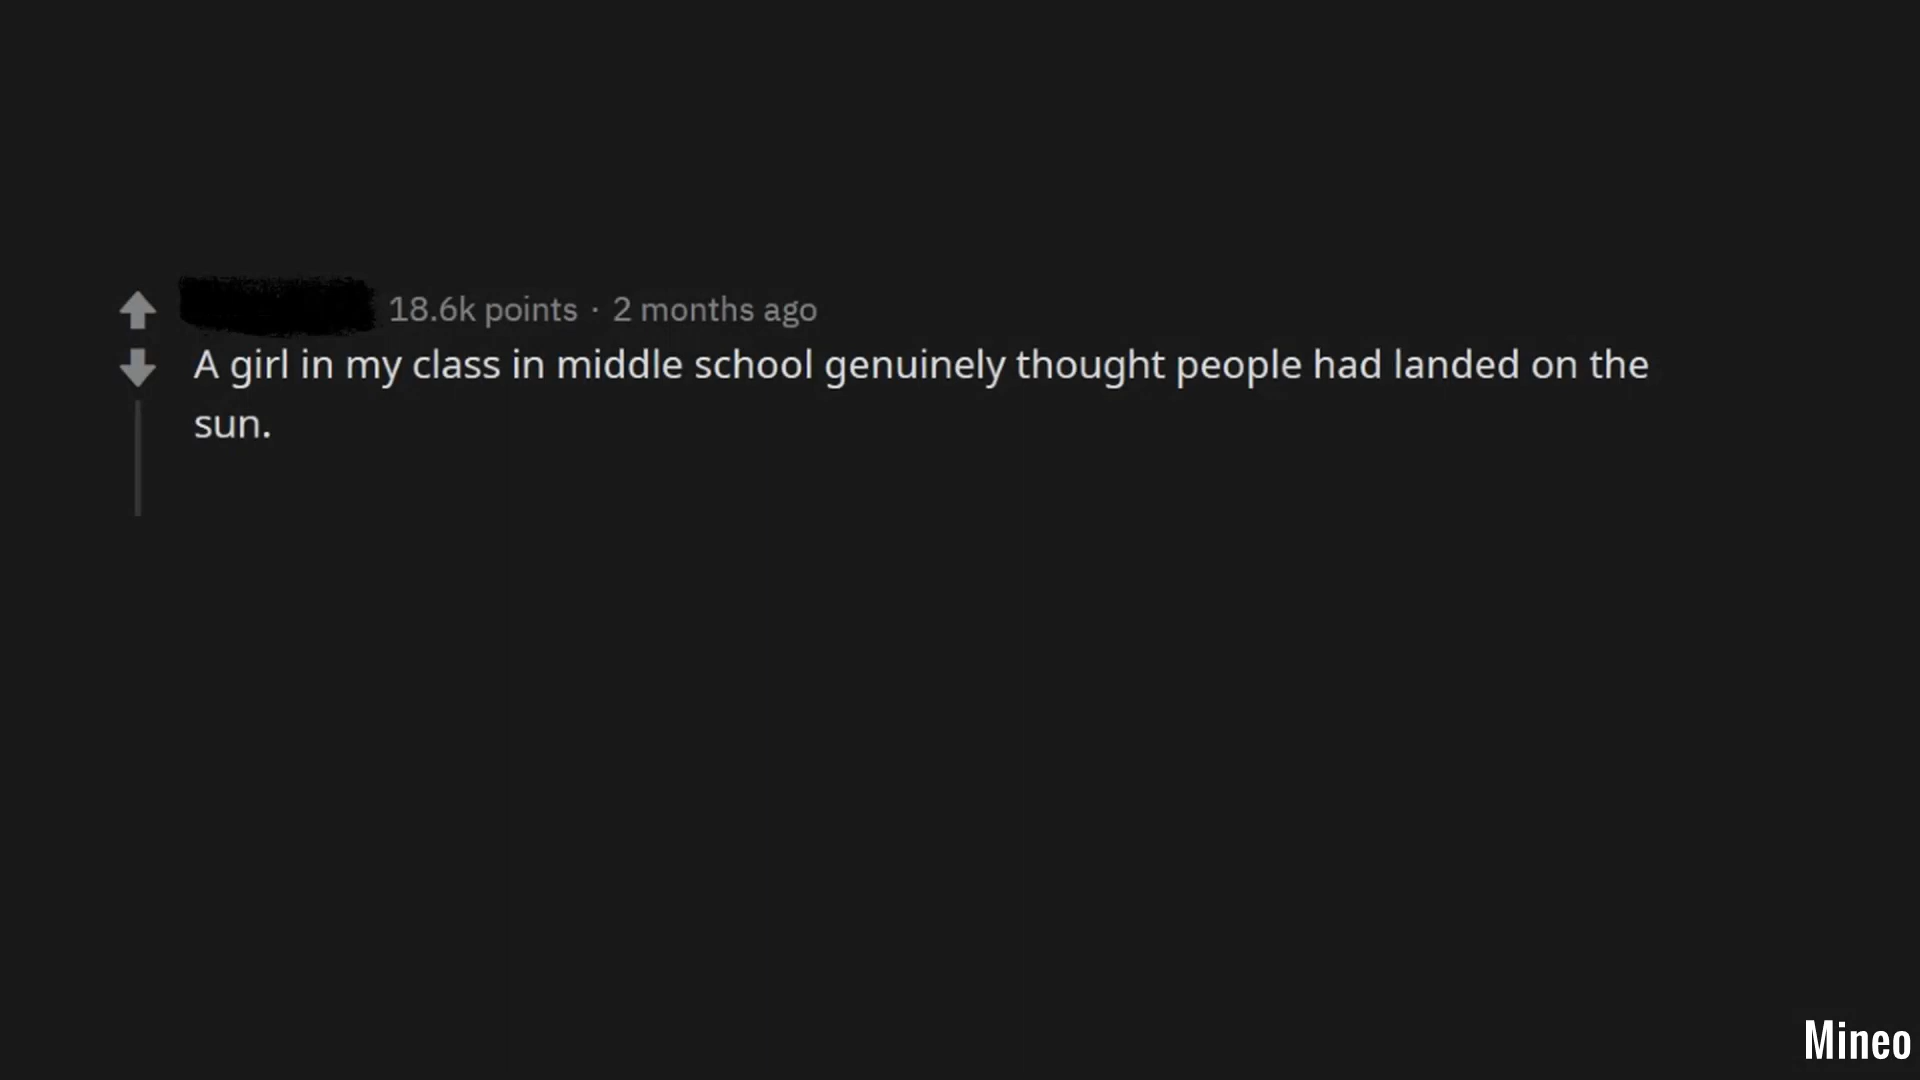 18.6k points · 2 months ago
A girl in my class in middle school genuinely thought people had landed on the
sun.
Mineo